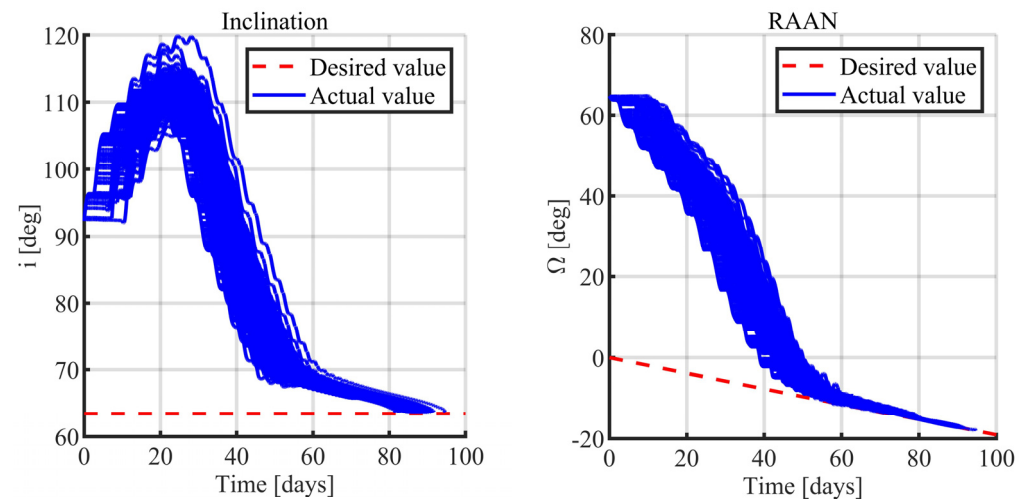 Inclination
120
110
100
90
80
70
60
i [deg]
Desired value
Actual value
0 20 40 60 80 100
Time [days]
RAAN
80
60
40
20
0
-20
Ω [deg]
Desired value
Actual value
0 20 40 60 80 100
Time [days]